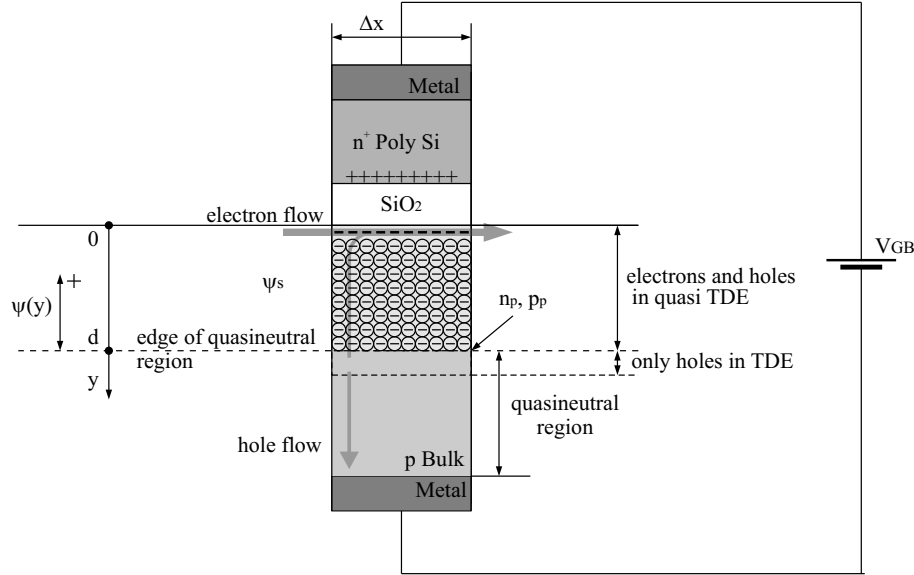 Δx
Metal
n+ Poly Si
+++++++++
SiO2
electron flow
0
VGB
ψs
electrons and holes
in quasi TDE
+
ψ(y)
np, pp
d
edge of quasineutral
region
only holes in TDE
y
quasineutral
region
hole flow
p Bulk
Metal